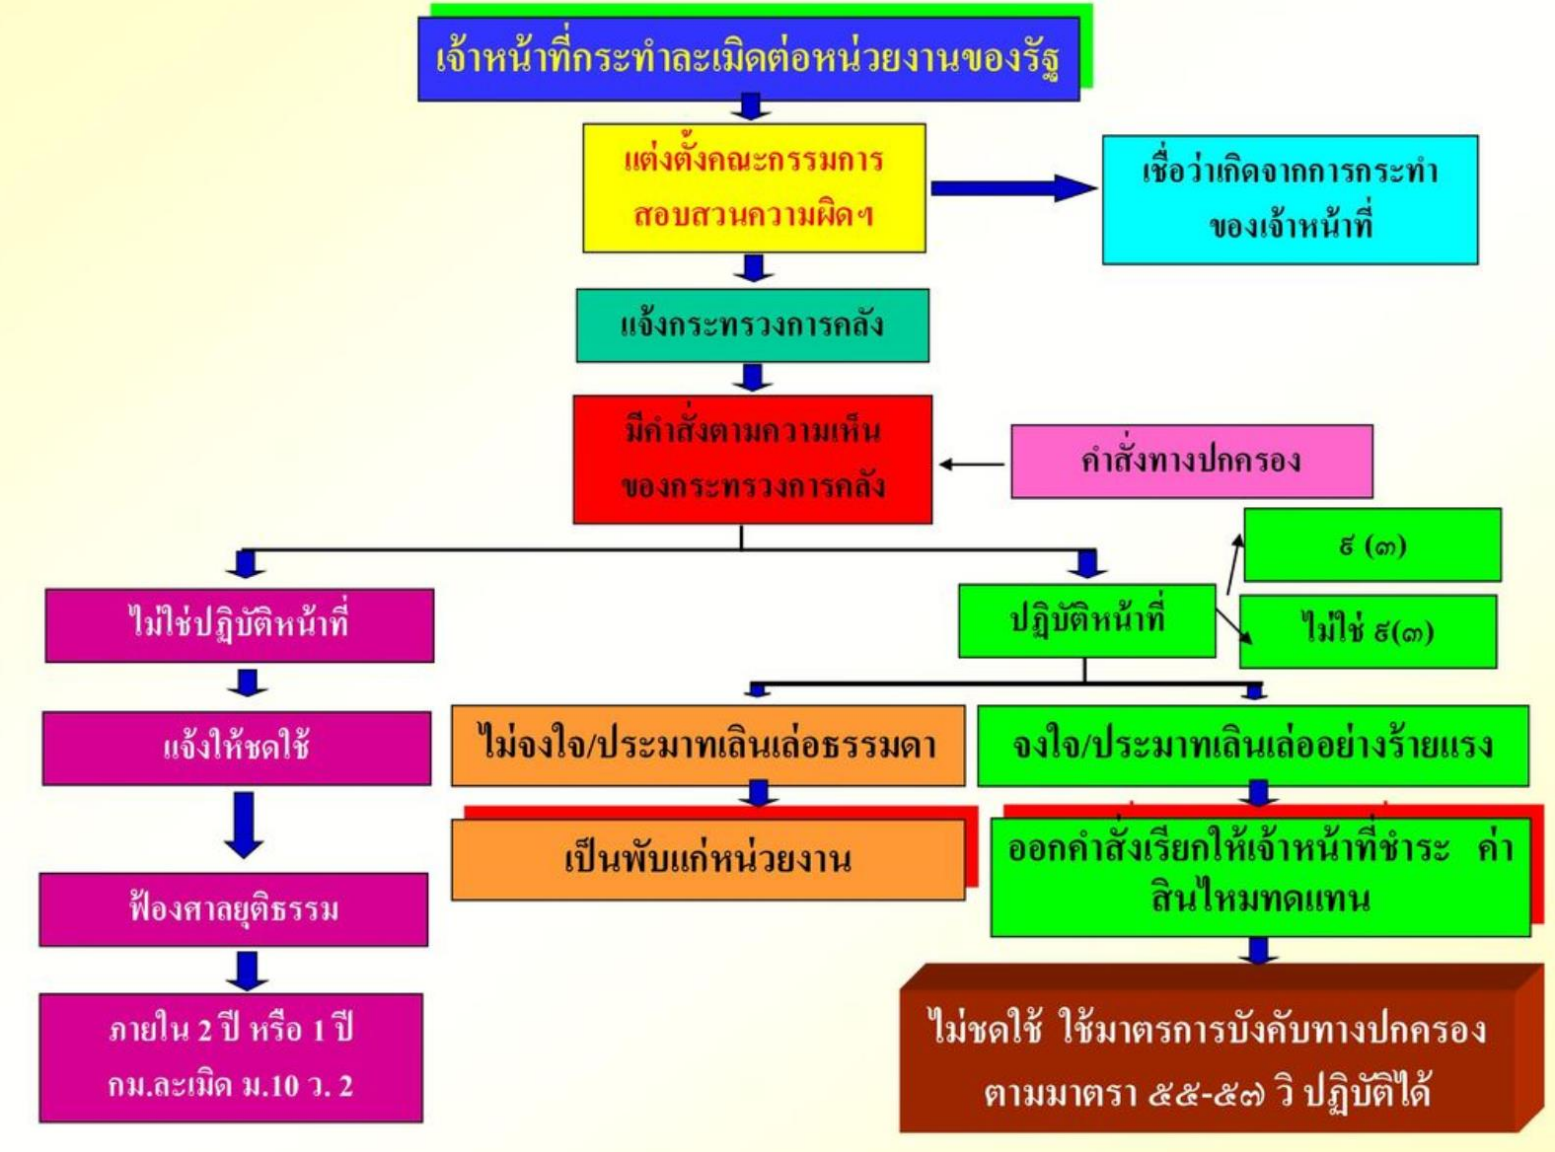 เจ้าหน้าที่กระทำละเมิดต่อหน่วยงานของรัฐ
แต่งตั้งคณะกรรมการ
สอบสวนความผิดฯ
เชื่อว่าเกิดจากการกระทำ
ของเจ้าหน้าที่
แจ้งกระทรวงการคลัง
มีคำสั่งตามความเห็น
ของกระทรวงการคลัง
คำสั่งทางปกครอง
๙ (๓)
ไม่ใช่ปฏิบัติหน้าที่
ปฏิบัติหน้าที่
ไม่ใช่ ๙(๓)
แจ้งให้ชดใช้
ไม่จงใจ/ประมาทเลินเล่อธรรมดา
จงใจ/ประมาทเลินเล่ออย่างร้ายแรง
ฟ้องศาลยุติธรรม
เป็นพับแก่หน่วยงาน
ออกคำสั่งเรียกให้เจ้าหน้าที่ชำระ ค่า
สินไหมทดแทน
ภายใน 2 ปี หรือ 1 ปี
กม.ละเมิด ม.10 ว. 2
ไม่ชดใช้ ใช้มาตรการบังคับทางปกครอง
ตามมาตรา ๕๕-๕๗ วิ ปฏิบัติได้